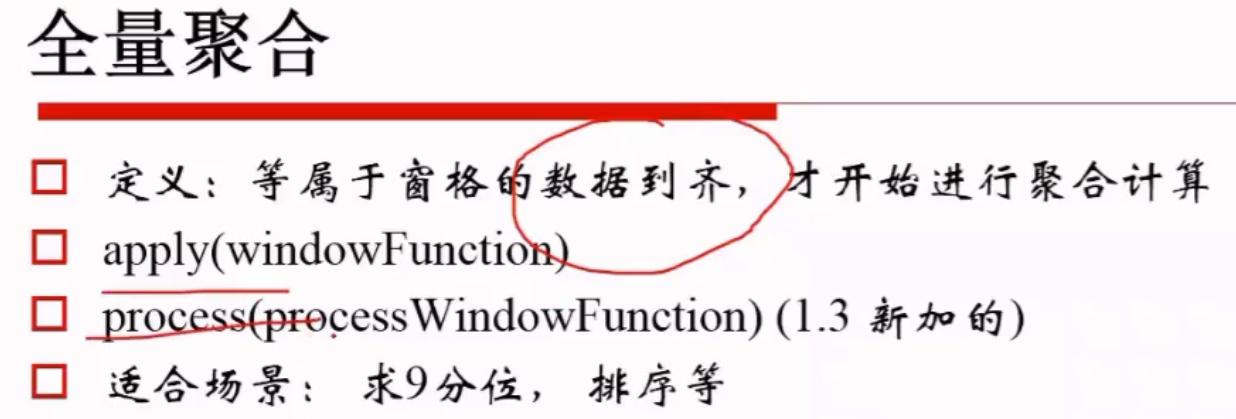 全量聚合
定义：等属于窗格的数据到齐，才开始进行聚合计算
apply(windowFunction)
process(processWindowFunction) (1.3 新加的)
适合场景： 求9分位， 排序等